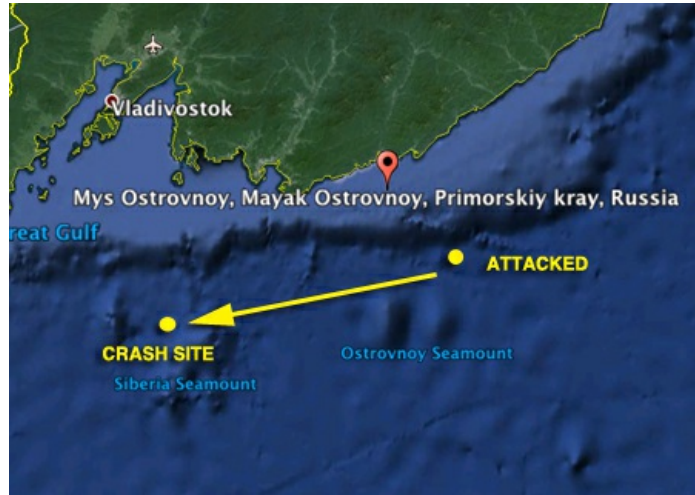 Vladivostok
Mys Ostrovnoy, Mayak Ostrovnoy, Primorskiy kray, Russia
reat Gulf
ATTACKED
CRASH SITE
Ostrovnoy Seamount
Siberia Seamount